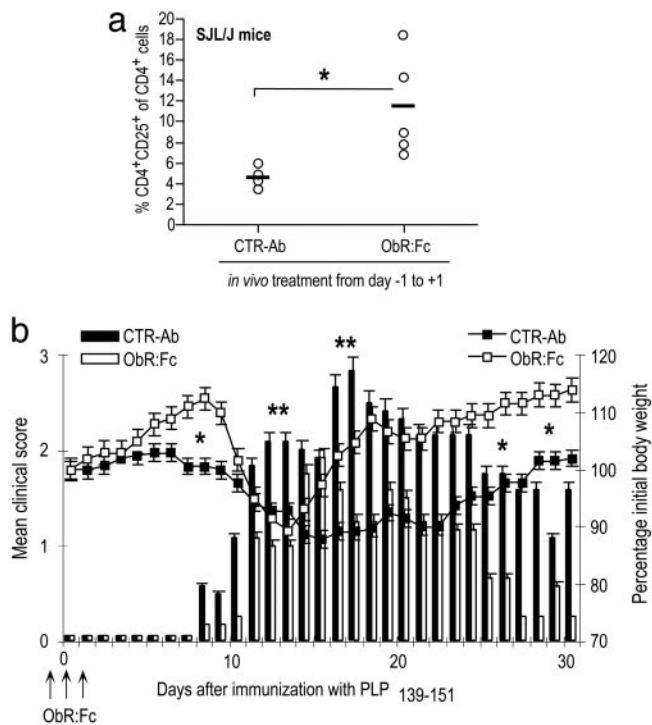 a
SJL/J mice
% CD4+CD25+ of CD4+ cells
20
18
16
14
12
10
8
6
4
2
0
*
CTR-Ab
ObR:Fc
in vivo treatment from day -1 to +1
b
CTR-Ab
ObR:Fc
CTR-Ab
ObR:Fc
Mean clinical score
3
2
1
0
*
**
**
*
*
Percentage initial body weight
120
110
100
90
80
70
0
10
20
30
Days after immunization with PLP 139-151
ObR:Fc